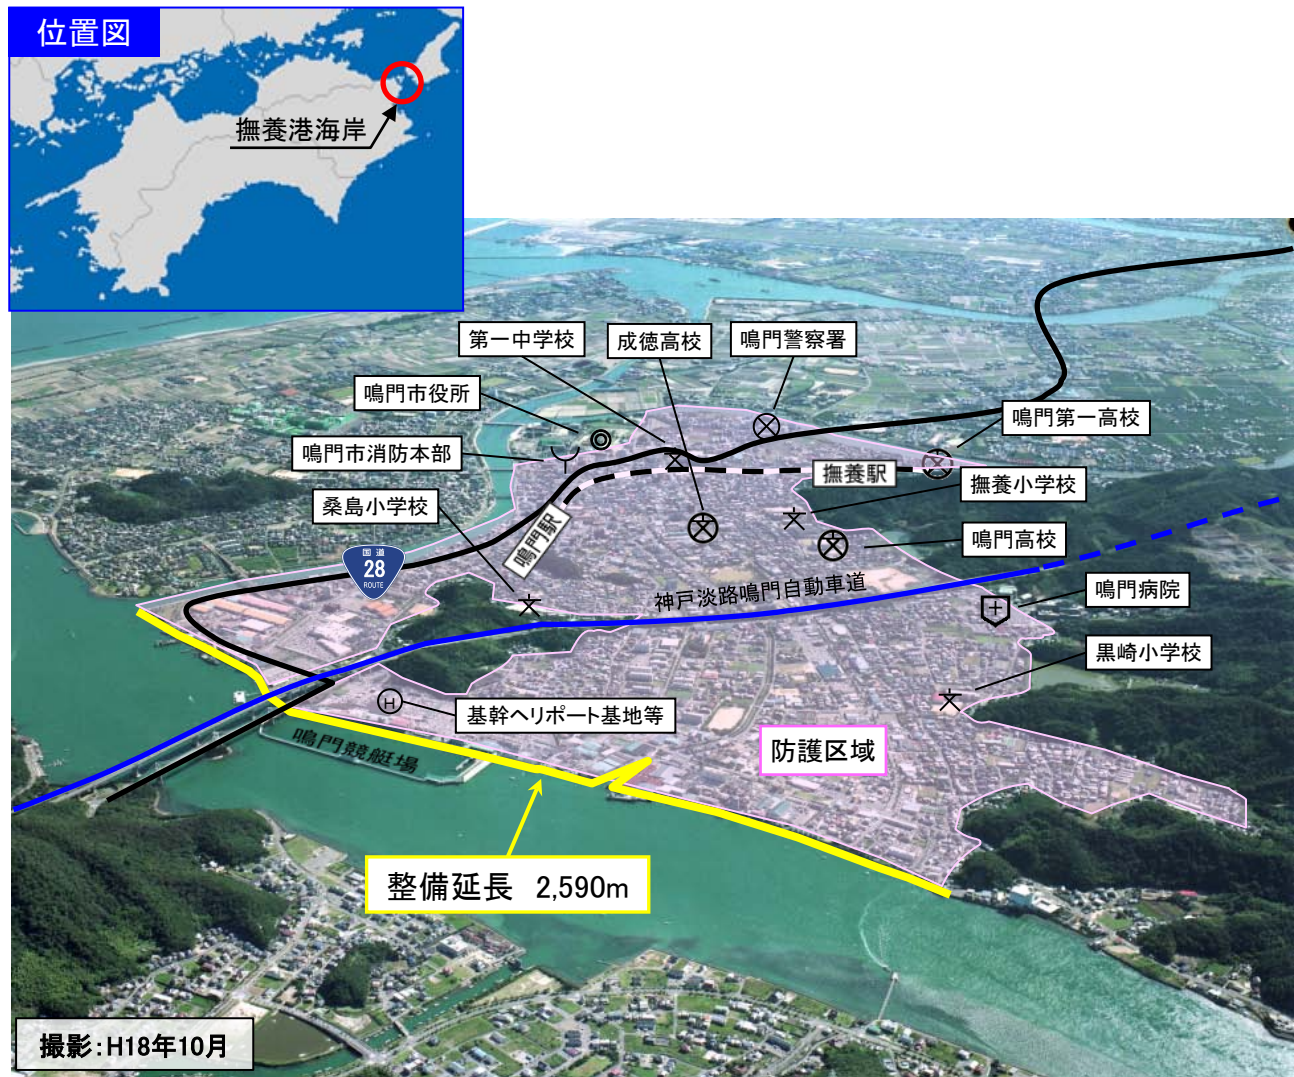 位置図
撫養港海岸
第一中学校
成徳高校
鳴門警察署
鳴門市役所
鳴門第一高校
鳴門市消防本部
撫養駅
撫養小学校
桑島小学校
鳴門駅
鳴門高校
国道
28
ROUTE
神戸淡路鳴門自動車道
鳴門病院
黒崎小学校
H
基幹ヘリポート基地等
鳴門競艇場
防護区域
整備延長 2,590m
撮影:H18年10月